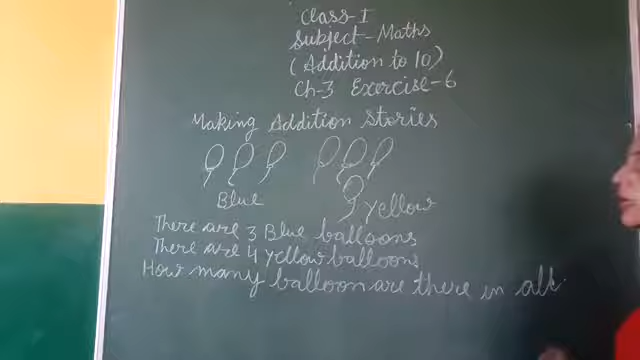 Class-I
Subject-Maths
(Addition to 10)
Ch-3 Exercise-6
Making Addition Stories
Blue
Yellow
There are 3 Blue balloons
There are 4 Yellow balloons
How many balloon are there in all.